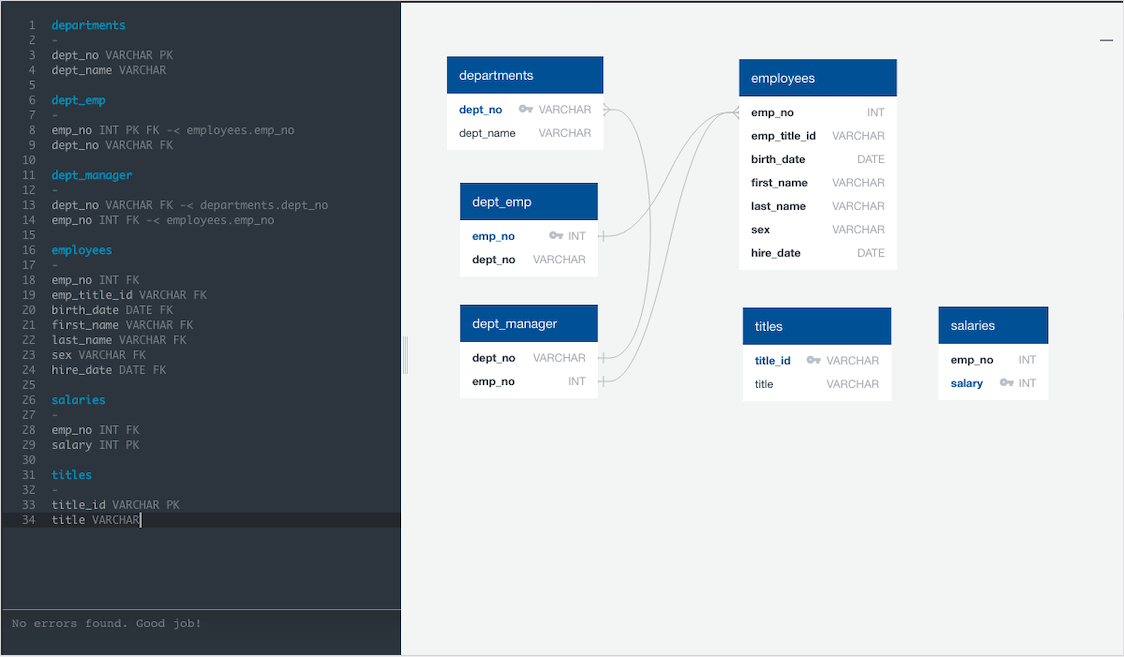 1 departments
2 -
3 dept_no VARCHAR PK
4 dept_name VARCHAR
5
6 dept_emp
7 -
8 emp_no INT PK FK -< employees.emp_no
9 dept_no VARCHAR FK
10
11 dept_manager
12 -
13 dept_no VARCHAR FK -< departments.dept_no
14 emp_no INT FK -< employees.emp_no
15
16 employees
17 -
18 emp_no INT FK
19 emp_title_id VARCHAR FK
20 birth_date DATE FK
21 first_name VARCHAR FK
22 last_name VARCHAR FK
23 sex VARCHAR FK
24 hire_date DATE FK
25
26 salaries
27 -
28 emp_no INT FK
29 salary INT PK
30
31 titles
32 -
33 title_id VARCHAR PK
34 title VARCHAR
No errors found. Good job!
departments
dept_no VARCHAR
dept_name VARCHAR
employees
emp_no INT
emp_title_id VARCHAR
birth_date DATE
first_name VARCHAR
last_name VARCHAR
sex VARCHAR
hire_date DATE
dept_emp
emp_no INT
dept_no VARCHAR
dept_manager
dept_no VARCHAR
emp_no INT
titles
title_id VARCHAR
title VARCHAR
salaries
emp_no INT
salary INT